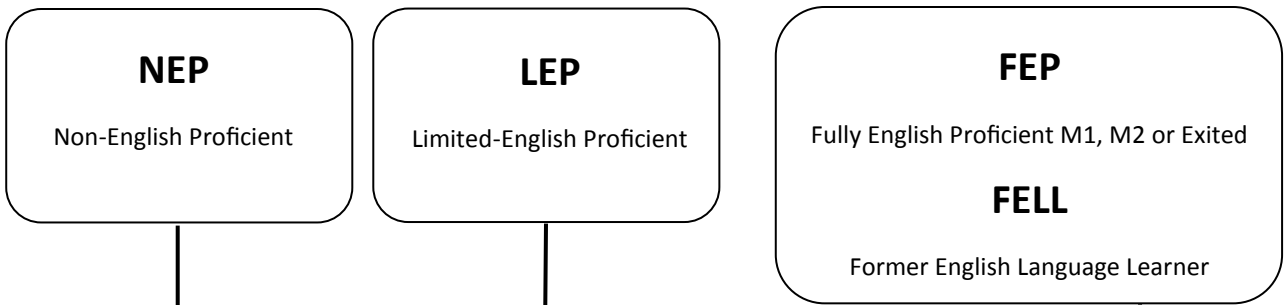 NEP
Non-English Proficient
LEP
Limited-English Proficient
FEP
Fully English Proficient M1, M2 or Exited
FELL
Former English Language Learner